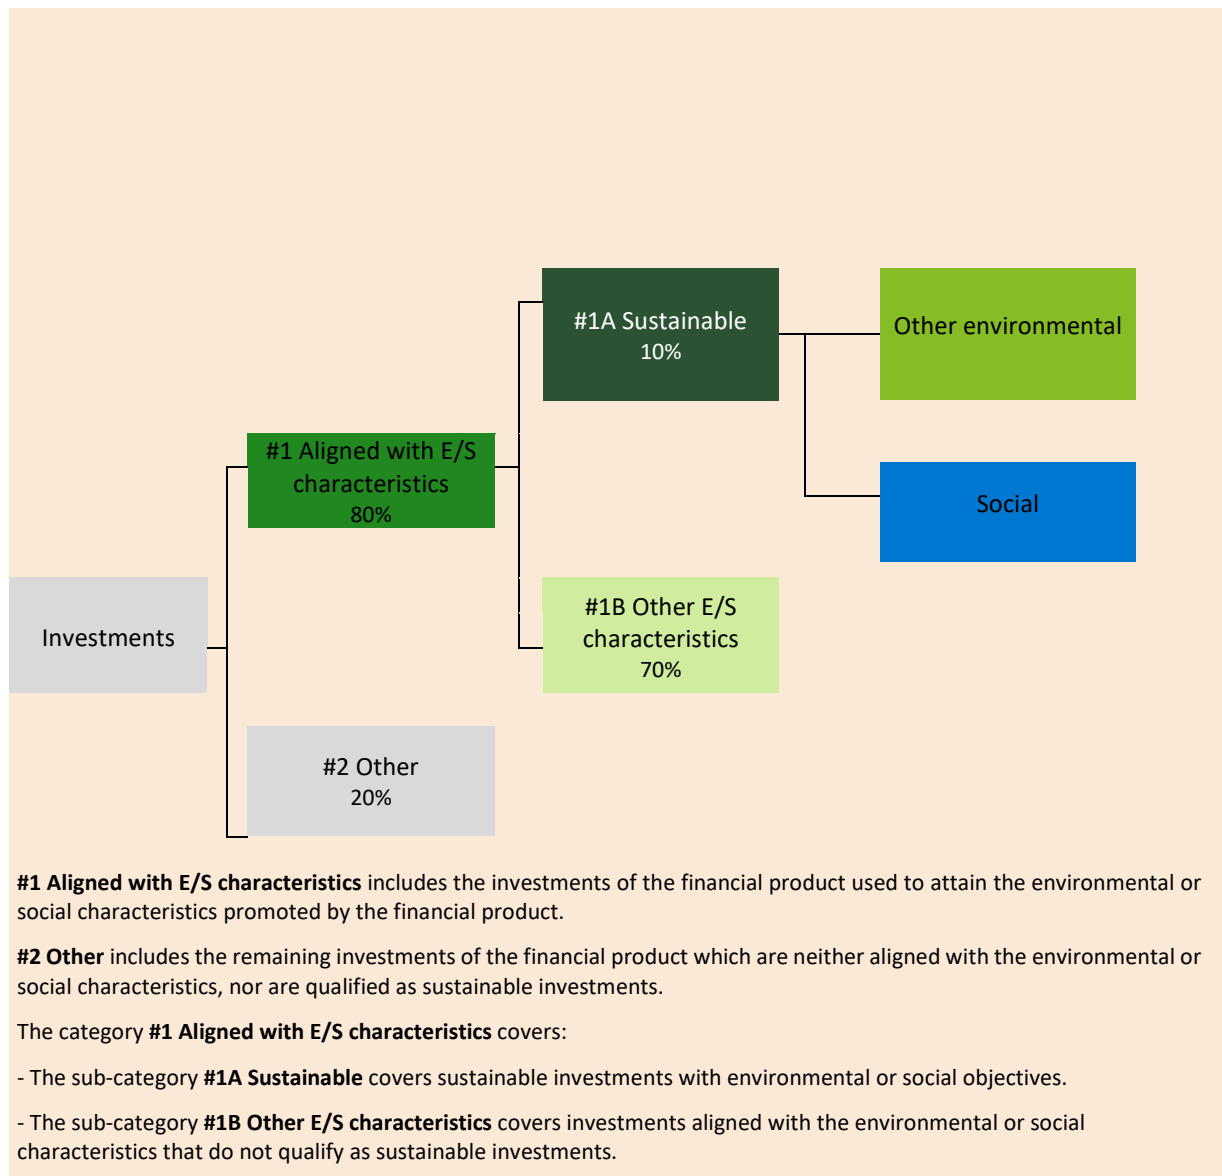 #1A Sustainable
10%
Other environmental
#1 Aligned with E/S
characteristics
80%
Social
#1B Other E/S
characteristics
70%
Investments
#2 Other
20%
#1 Aligned with E/S characteristics includes the investments of the financial product used to attain the environmental or
social characteristics promoted by the financial product.
#2 Other includes the remaining investments of the financial product which are neither aligned with the environmental or
social characteristics, nor are qualified as sustainable investments.
The category #1 Aligned with E/S characteristics covers:
- The sub-category #1A Sustainable covers sustainable investments with environmental or social objectives.
- The sub-category #1B Other E/S characteristics covers investments aligned with the environmental or social
characteristics that do not qualify as sustainable investments.